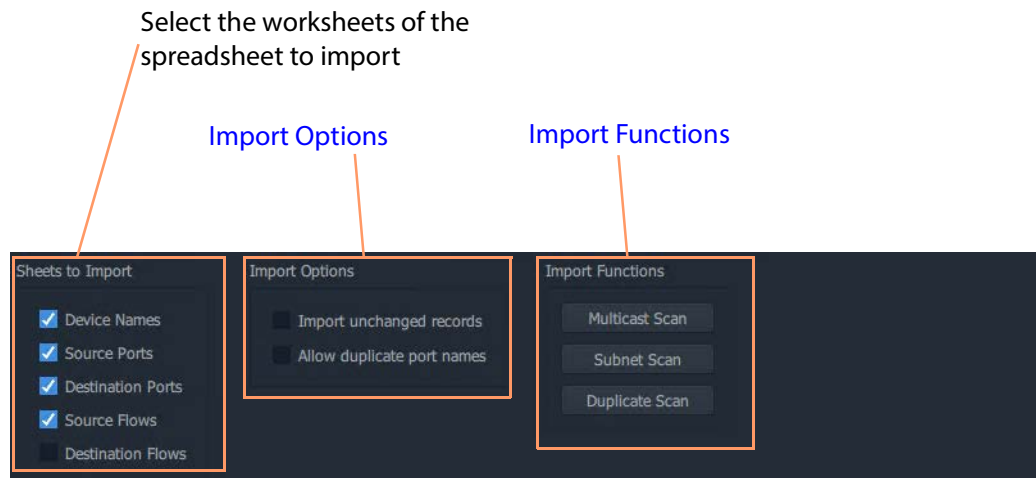 Select the worksheets of the
spreadsheet to import
Import Options
Import Functions
Sheets to Import
Device Names
Source Ports
Destination Ports
Source Flows
Destination Flows
Import Options
Import unchanged records
Allow duplicate port names
Import Functions
Multicast Scan
Subnet Scan
Duplicate Scan